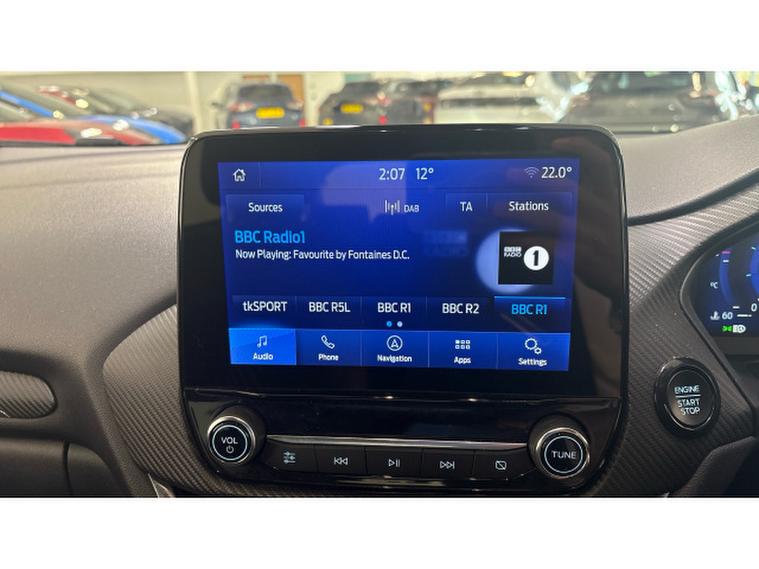 2:07 12° 22.0°
Sources DAB TA Stations
BBC Radio1
Now Playing: Favourite by Fontaines D.C.
BBC RADIO 1
tkSPORT BBC R5L BBC R1 BBC R2 BBC R1
Audio Phone Navigation Apps Settings
VOL
TUNE
ENGINE
START
STOP
°C
60
0